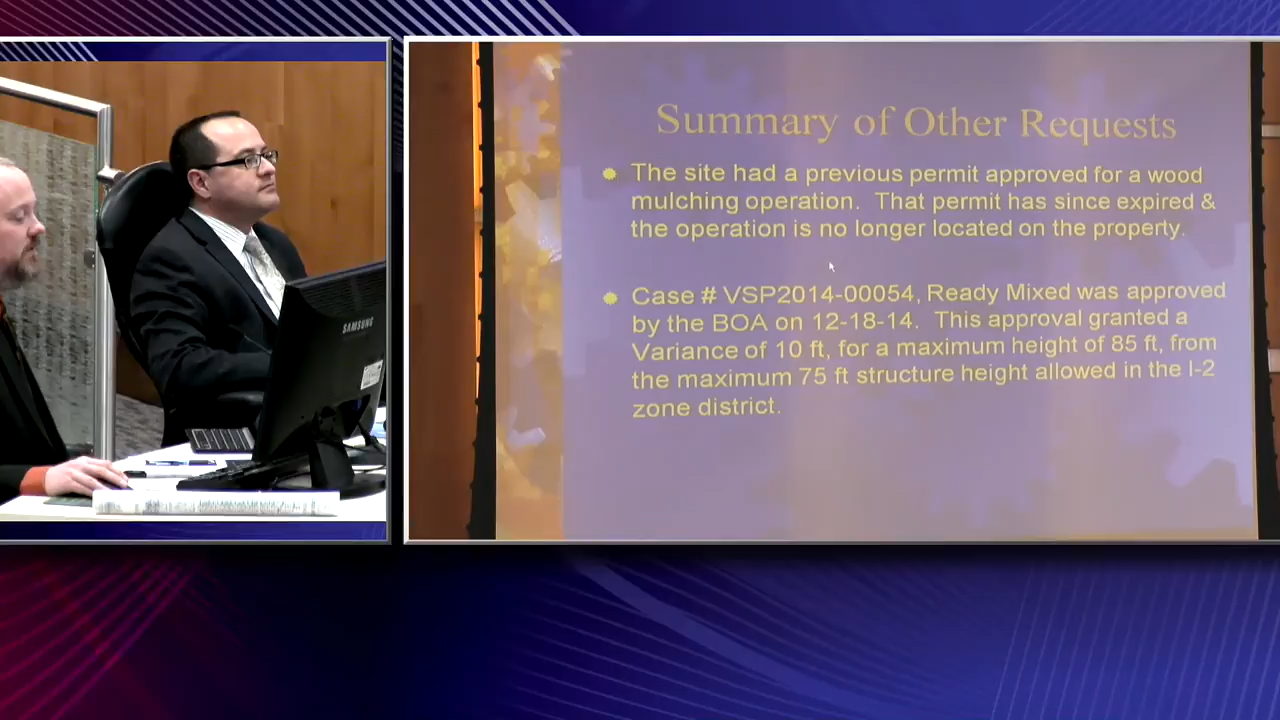 SAMSUNG
Summary of Other Requests
The site had a previous permit approved for a wood
mulching operation. That permit has since expired &
the operation is no longer located on the property.
Case # VSP2014-00054, Ready Mixed was approved
by the BOA on 12-18-14. This approval granted a
Variance of 10 ft, for a maximum height of 85 ft, from
the maximum 75 ft structure height allowed in the I-2
zone district.